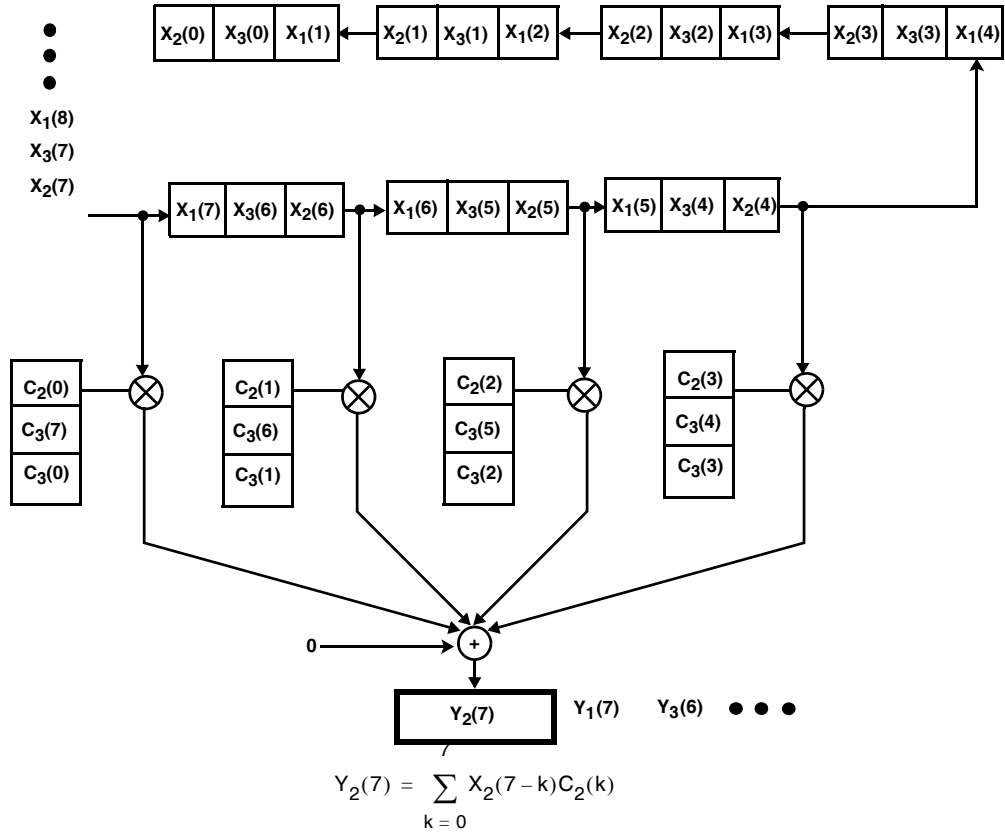 X2(0) X3(0) X1(1) X2(1) X3(1) X1(2) X2(2) X3(2) X1(3) X2(3) X3(3) X1(4)
X1(8)
X3(7)
X2(7)
X1(7) X3(6) X2(6) X1(6) X3(5) X2(5) X1(5) X3(4) X2(4)
C2(0) C2(1) C2(2) C2(3)
C3(7) C3(6) C3(5) C3(4)
C3(0) C3(1) C3(2) C3(3)
0 +
Y2(7) Y1(7) Y3(6)
7
Y2(7) = ∑ X2(7–k)C2(k)
k = 0